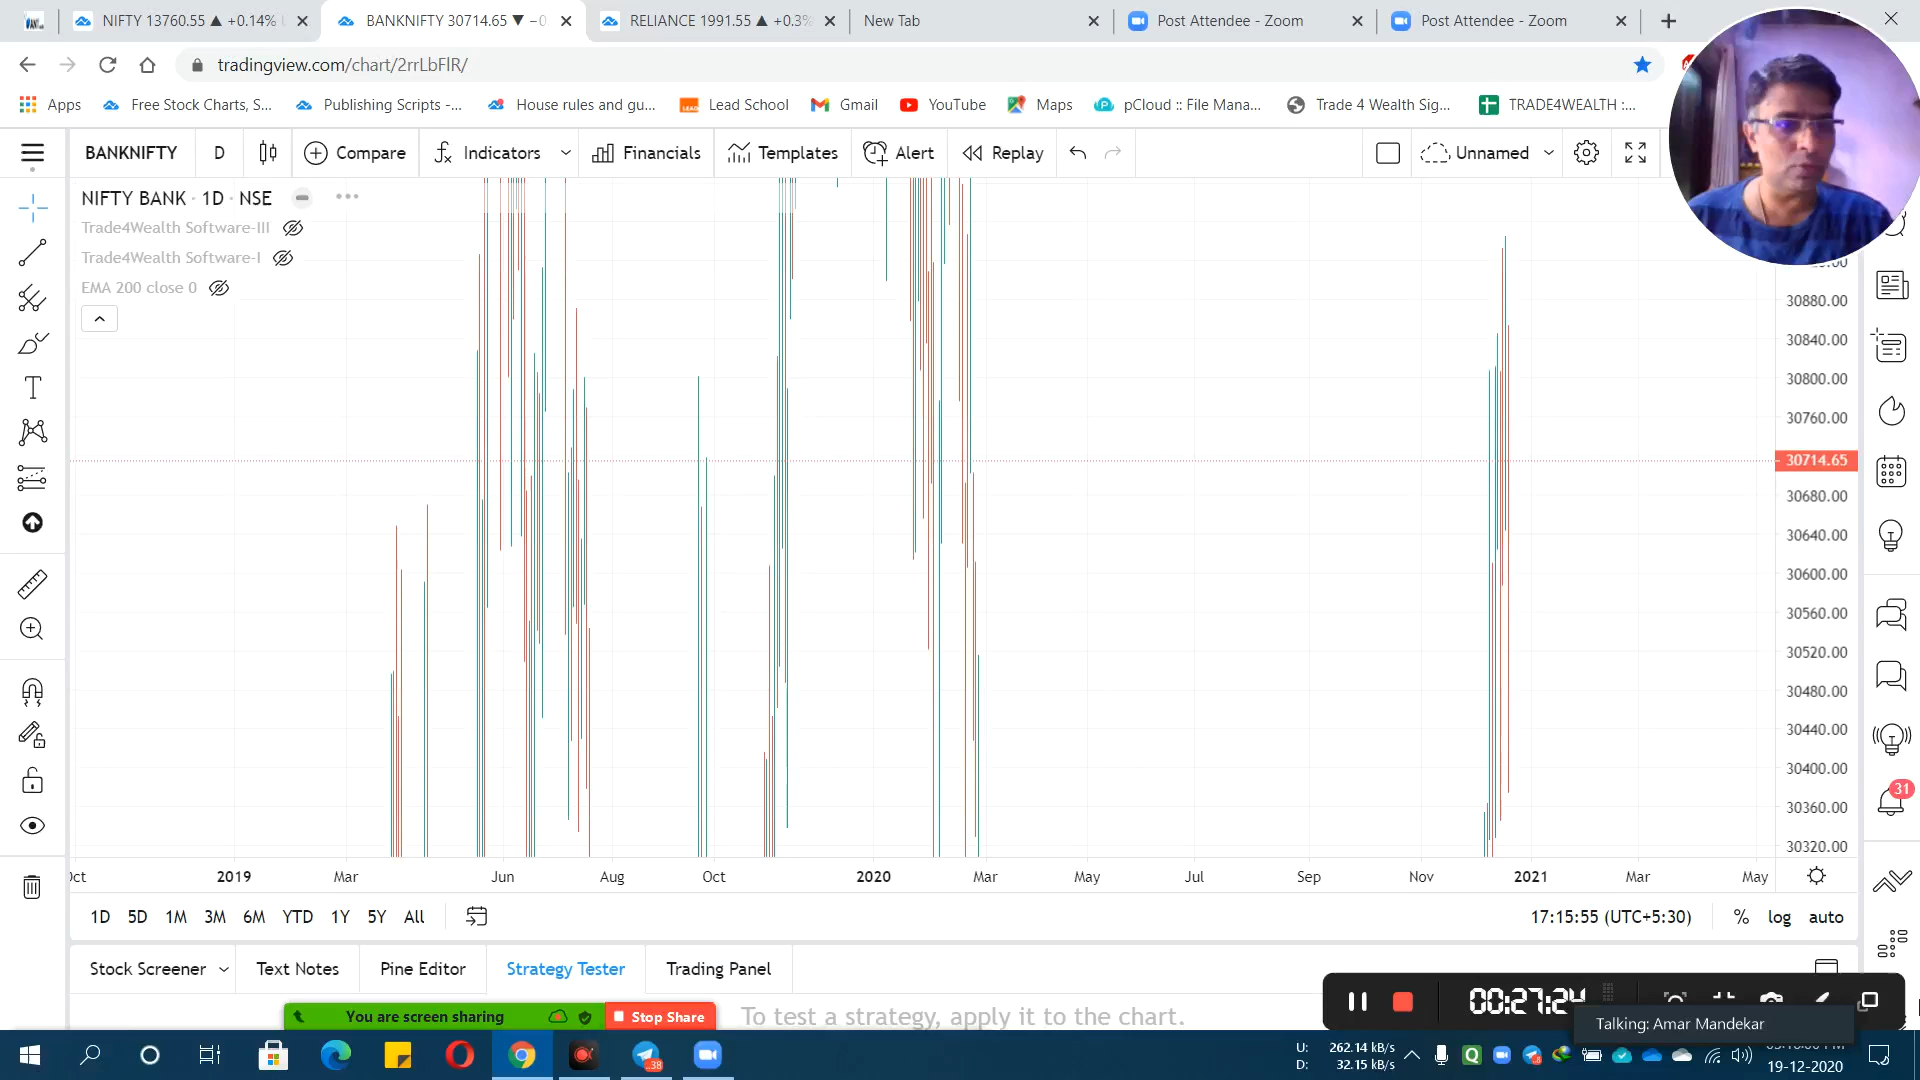 NIFTY 13760.55 ▲ +0.14%
BANKNIFTY 30714.65 ▼ −0
RELIANCE 1991.55 ▲ +0.3%
New Tab
Post Attendee - Zoom
Post Attendee - Zoom
tradingview.com/chart/2rrLbFlR/
Apps
Free Stock Charts, S...
Publishing Scripts -...
House rules and gu...
Lead School
Gmail
YouTube
Maps
pCloud :: File Mana...
Trade 4 Wealth Sig...
TRADE4WEALTH :...
BANKNIFTY
D
Compare
Indicators
Financials
Templates
Alert
Replay
Unnamed
NIFTY BANK · 1D · NSE
Trade4Wealth Software-III
Trade4Wealth Software-I
EMA 200 close 0
30880.00
30840.00
30800.00
30760.00
30714.65
30680.00
30640.00
30600.00
30560.00
30520.00
30480.00
30440.00
30400.00
30360.00
30320.00
31
2019
Mar
Jun
Aug
Oct
2020
Mar
May
Jul
Sep
Nov
2021
Mar
May
1D 5D 1M 3M 6M YTD 1Y 5Y All
17:15:55 (UTC+5:30)
% log auto
Stock Screener
Text Notes
Pine Editor
Strategy Tester
Trading Panel
To test a strategy, apply it to the chart.
You are screen sharing
Stop Share
00:27:24
Talking: Amar Mandekar
38
U: 262.14 kB/s
D: 32.15 kB/s
19-12-2020